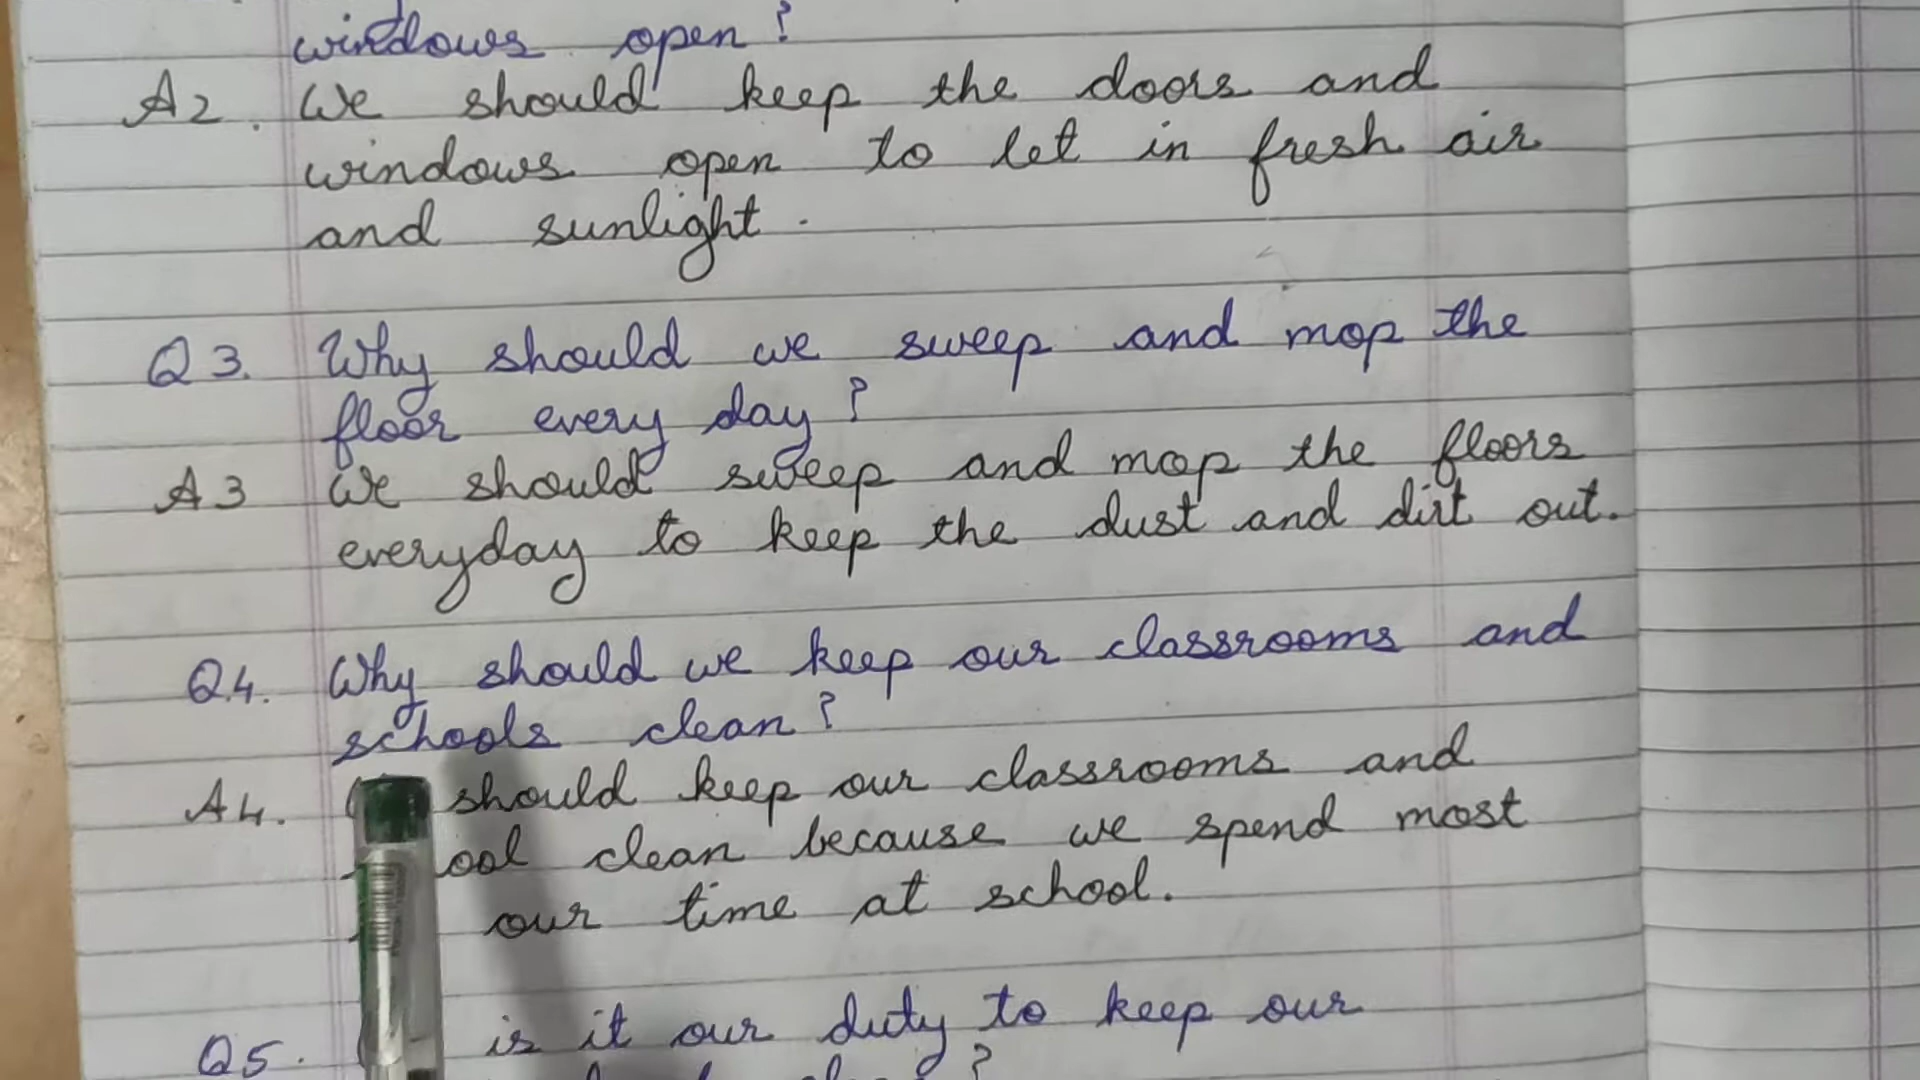 windows open?
A2. We should keep the doors and
windows open to let in fresh air
and sunlight.
Q3. Why should we sweep and mop the
floor every day?
A3 We should sweep and mop the floors
everyday to keep the dust and dirt out.
Q4. Why should we keep our classrooms and
schools clean?
A4. should keep our classrooms and
clean because we spend most
our time at school.
Q5. is it our duty to keep our